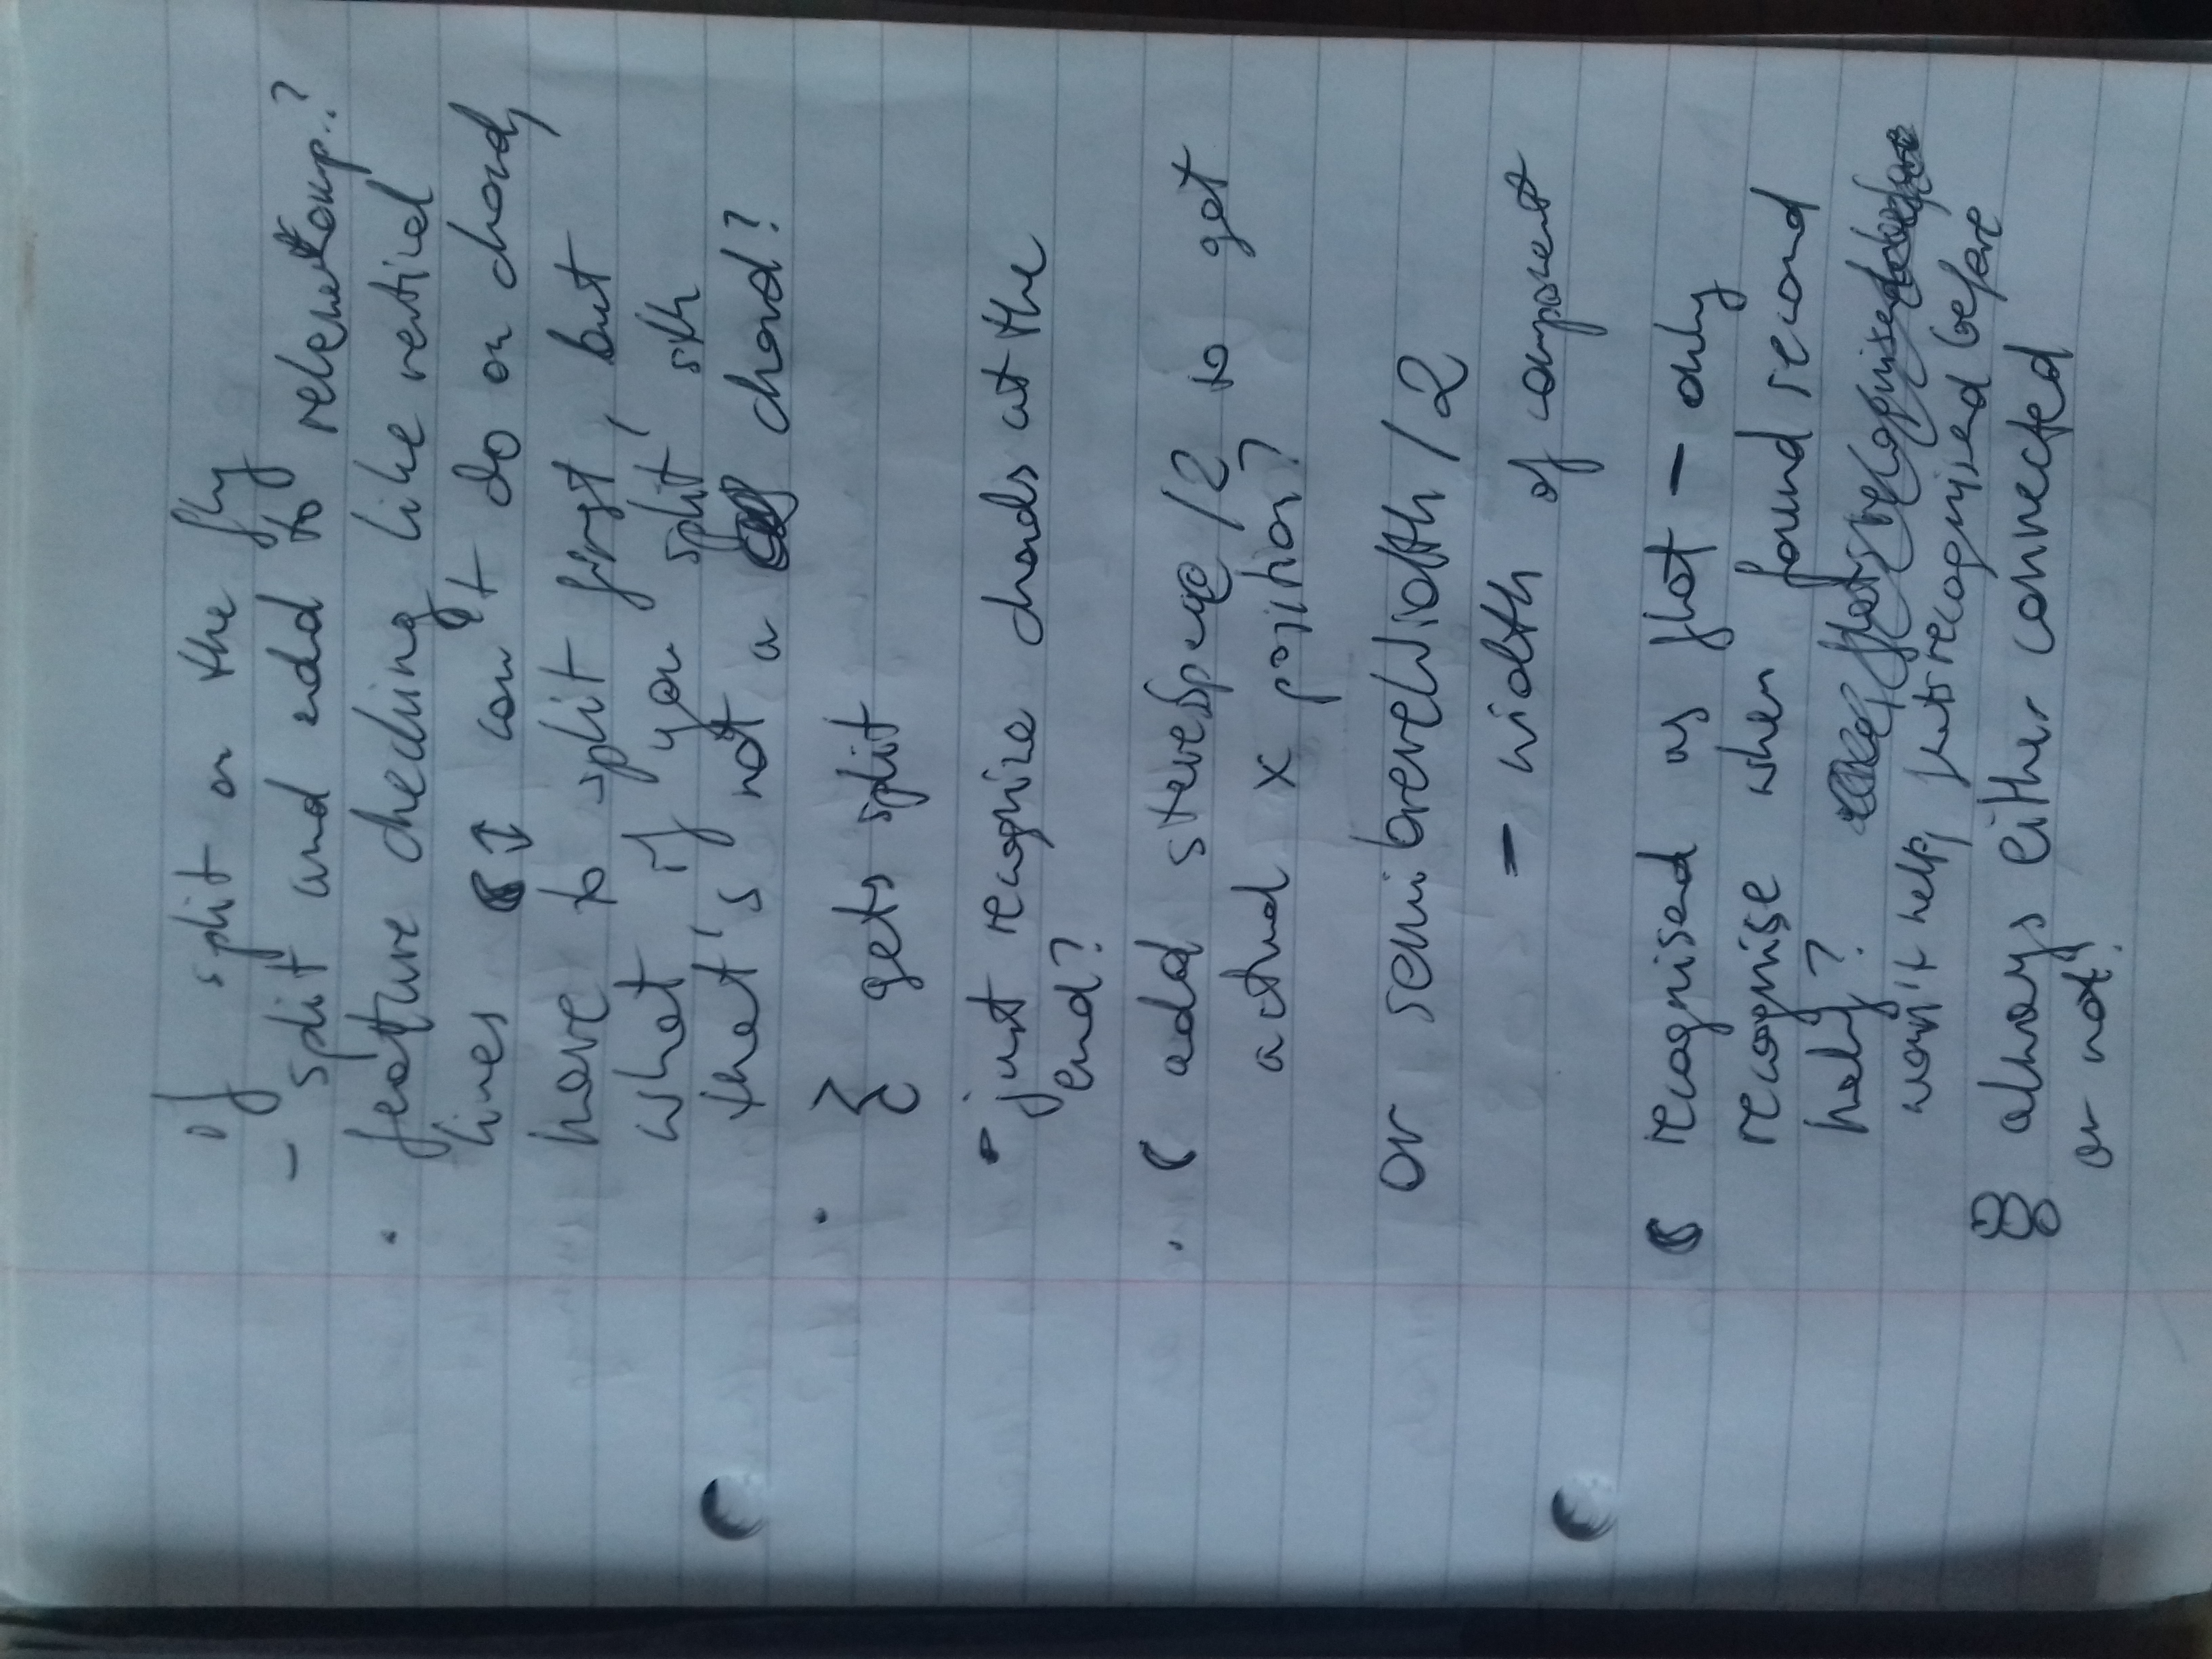 if split on the fly
- split and add to relevantComp.?
· feature checking like vertical
lines ↕ can't do on chord,
have to split first, but
what, if you split sth
that's not a chord?
· gets split
- just recognize chords at the
end?
· add staveSpace/2 to get
actual x position?
or semibreveWidth/2
- width of component
recognised as flat - only
recognise when found second
half?
won't help, flats recognised before
always either connected
or not?